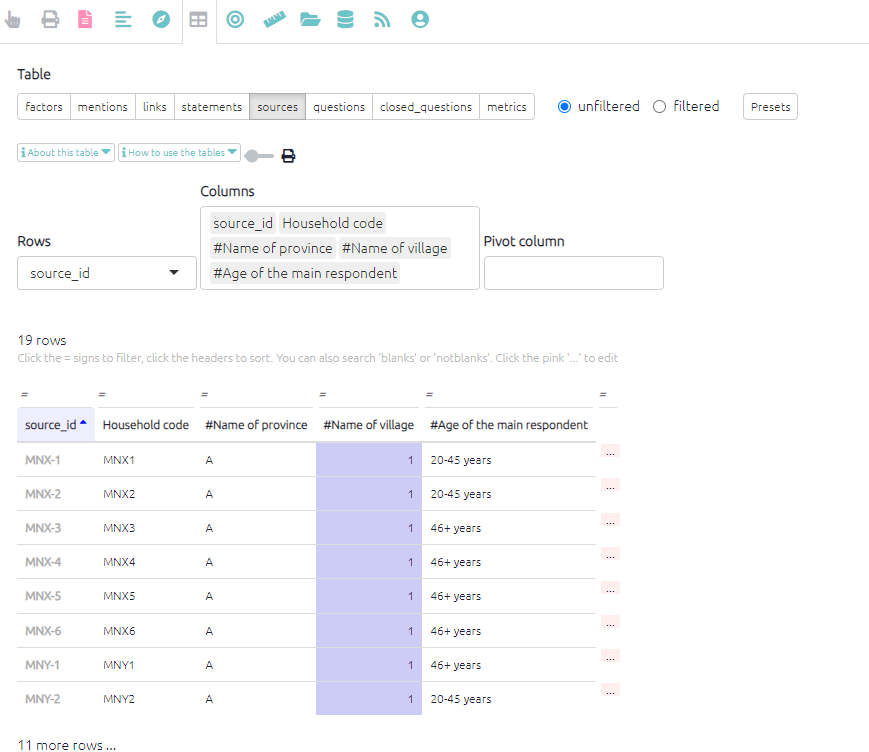 Table
factors mentions links statements sources questions closed_questions metrics unfiltered filtered Presets
About this table How to use the tables
Columns
source_id Household code
Rows #Name of province #Name of village Pivot column
source_id #Age of the main respondent
19 rows
Click the = signs to filter, click the headers to sort. You can also search 'blanks' or 'notblanks'. Click the pink '...' to edit
= = = = = =
source_id Household code #Name of province #Name of village #Age of the main respondent
MNX-1 MNX1 A 1 20-45 years ...
MNX-2 MNX2 A 1 20-45 years ...
MNX-3 MNX3 A 1 46+ years ...
MNX-4 MNX4 A 1 46+ years ...
MNX-5 MNX5 A 1 46+ years ...
MNX-6 MNX6 A 1 46+ years ...
MNY-1 MNY1 A 1 46+ years ...
MNY-2 MNY2 A 1 20-45 years ...
11 more rows ...